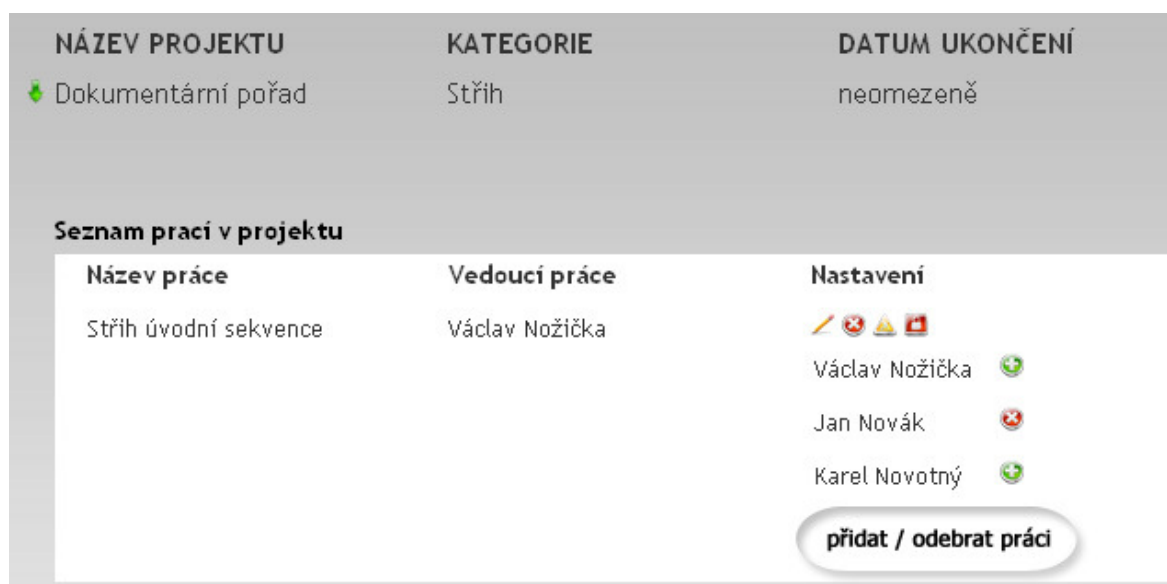 NÁZEV PROJEKTU KATEGORIE DATUM UKONČENÍ
Dokumentární pořad Střih neomezeně
Seznam prací v projektu
Název práce Vedoucí práce Nastavení
Střih úvodní sekvence Václav Nožička
Václav Nožička
Jan Novák
Karel Novotný
přidat / odebrat práci